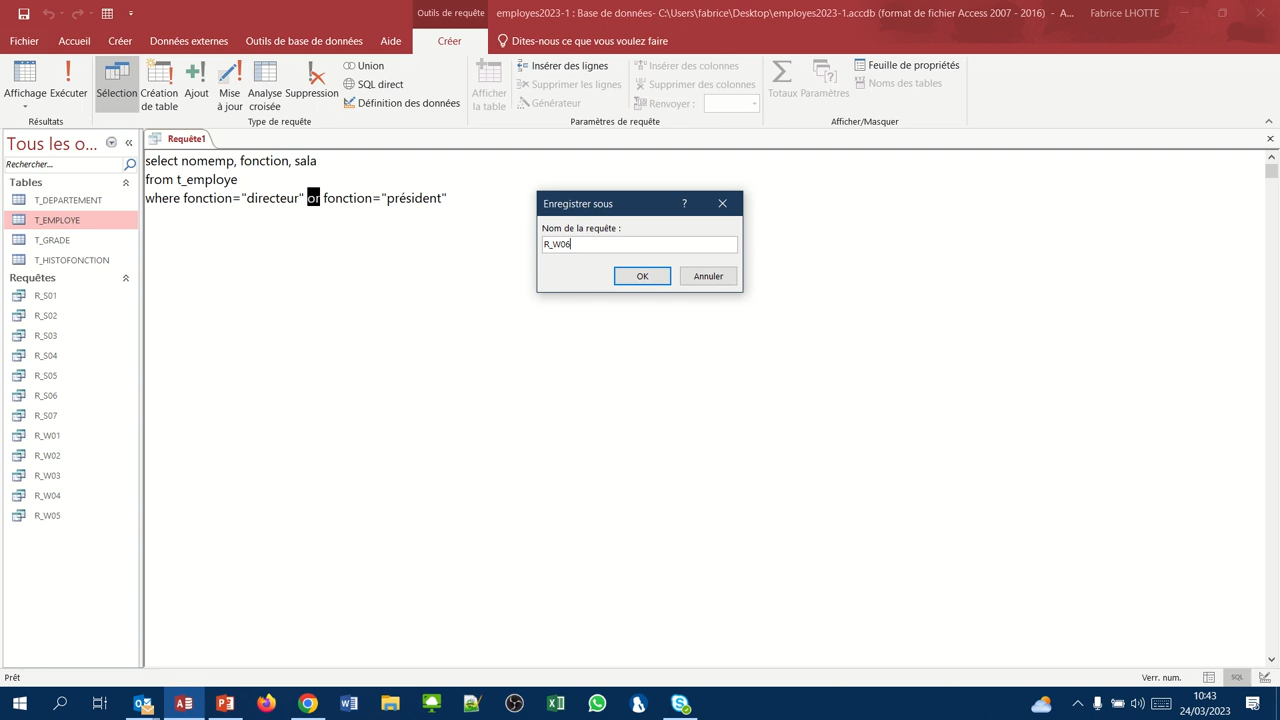 Outils de requête
employes2023-1 : Base de données- C:\Users\fabrice\Desktop\employes2023-1.accdb (format de fichier Access 2007 - 2016) - A...
Fabrice LHOTTE
Fichier Accueil Créer Données externes Outils de base de données Aide Créer Dites-nous ce que vous voulez faire
Affichage
Exécuter
Résultats
Sélection
Création
de table
Ajout
Mise
à jour
Analyse
croisée
Suppression
Union
SQL direct
Définition des données
Type de requête
Afficher
la table
Insérer des lignes
Supprimer les lignes
Générateur
Insérer des colonnes
Supprimer des colonnes
Renvoyer :
Paramètres de requête
Totaux
Paramètres
Feuille de propriétés
Noms des tables
Afficher/Masquer
Tous les o...
Rechercher...
Tables
T_DEPARTEMENT
T_EMPLOYE
T_GRADE
T_HISTOFONCTION
Requêtes
R_S01
R_S02
R_S03
R_S04
R_S05
R_S06
R_S07
R_W01
R_W02
R_W03
R_W04
R_W05
Requête1
select nomemp, fonction, sala
from t_employe
where fonction="directeur" or fonction="président"
Enregistrer sous
?
Nom de la requête :
R_W06
OK
Annuler
Prêt
Verr. num.
SQL
10:43
24/03/2023